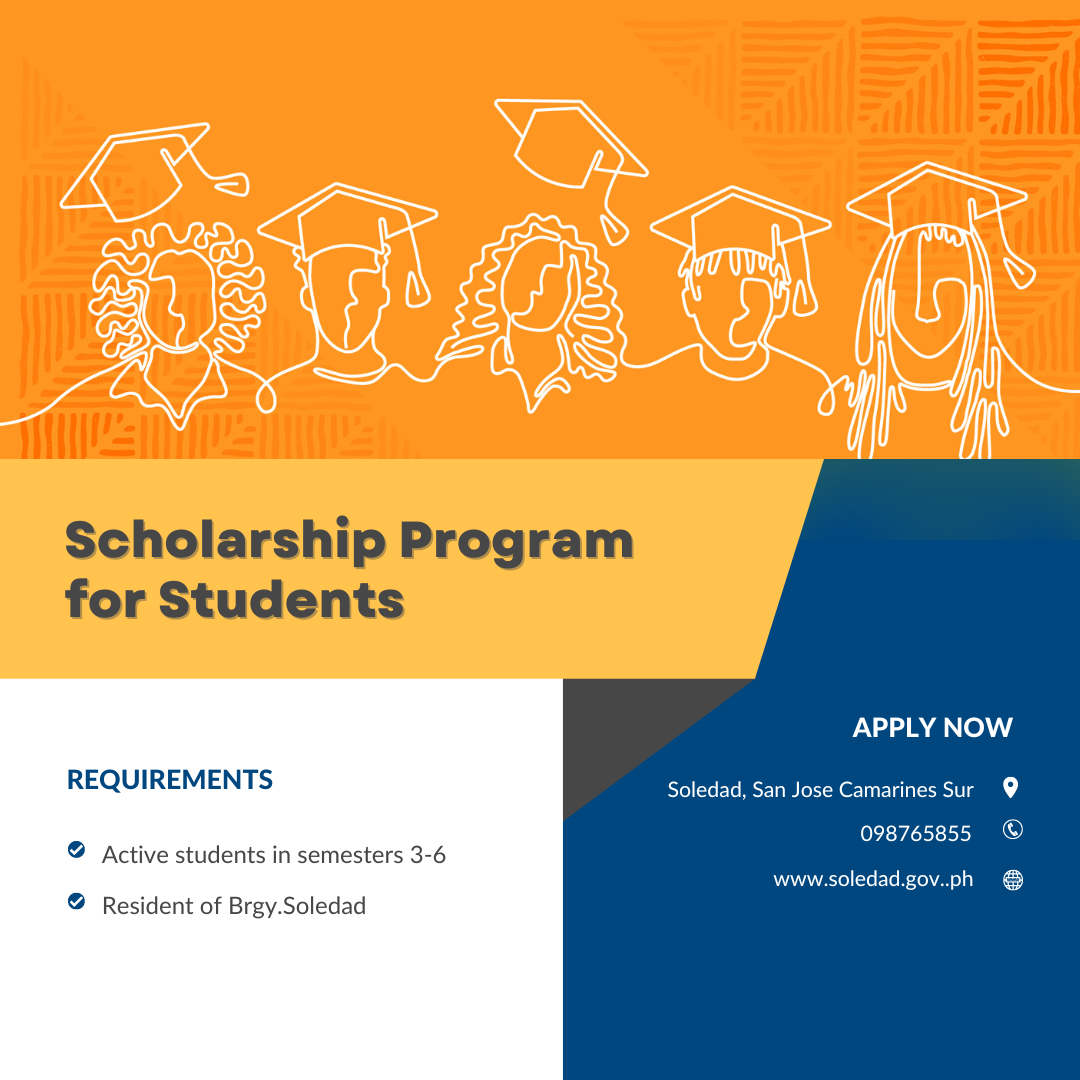 Scholarship Program
for Students
REQUIREMENTS
Active students in semesters 3-6
Resident of Brgy.Soledad
APPLY NOW
Soledad, San Jose Camarines Sur
098765855
www.soledad.gov..ph